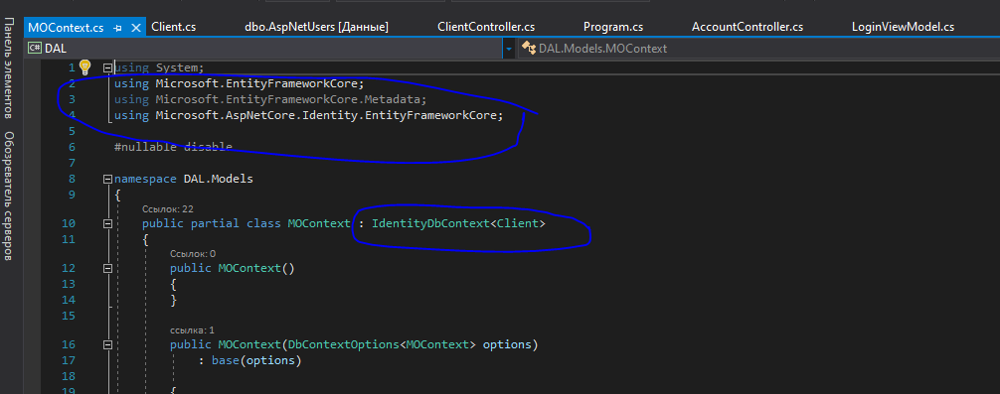 MOContext.cs Client.cs dbo.AspNetUsers [Данные] ClientController.cs Program.cs AccountController.cs LoginViewModel.cs
Панель элементов
Обозреватель серверов
C# DAL DAL.Models.MOContext
1 using System;
2 using Microsoft.EntityFrameworkCore;
3 using Microsoft.EntityFrameworkCore.Metadata;
4 using Microsoft.AspNetCore.Identity.EntityFrameworkCore;
5
6 #nullable disable
7
8 namespace DAL.Models
9 {
Ссылок: 22
10 public partial class MOContext : IdentityDbContext<Client>
11 {
Ссылок: 0
12 public MOContext()
13 {
14 }
15
ссылка: 1
16 public MOContext(DbContextOptions<MOContext> options)
17 : base(options)
18
19 {